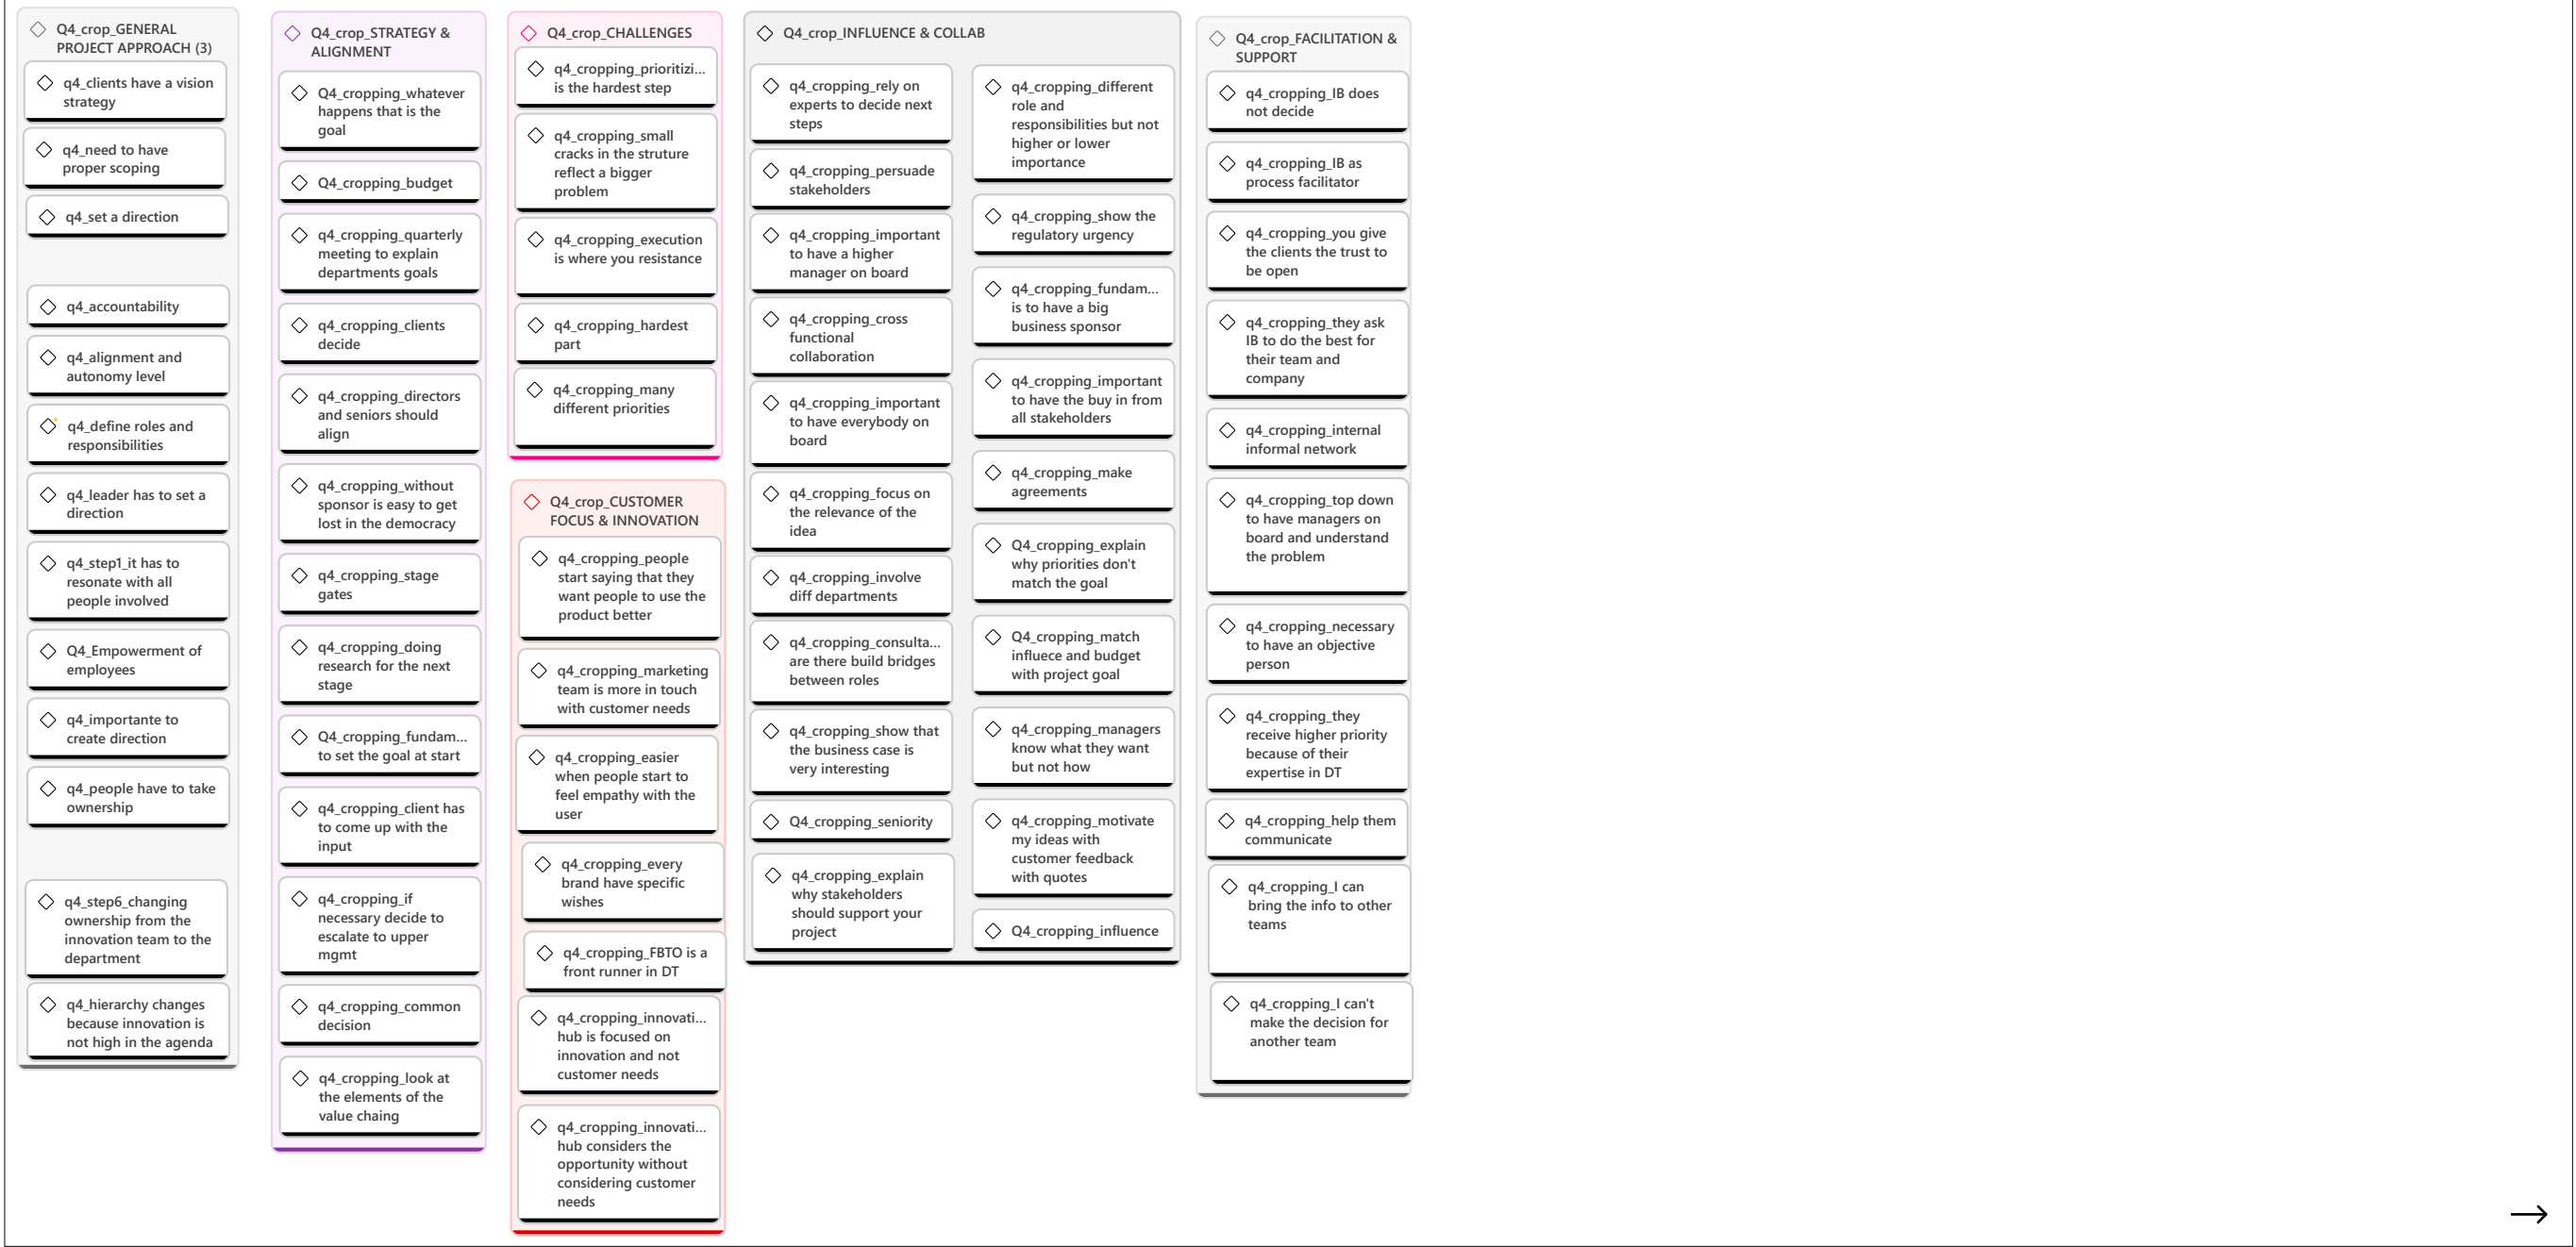 Q4_crop_GENERAL
PROJECT APPROACH (3)
q4_clients have a vision
strategy
q4_need to have
proper scoping
q4_set a direction
q4_accountability
q4_alignment and
autonomy level
q4_define roles and
responsibilities
q4_leader has to set a
direction
q4_step1_it has to
resonate with all
people involved
Q4_Empowerment of
employees
q4_importante to
create direction
q4_people have to take
ownership
q4_step6_changing
ownership from the
innovation team to the
department
q4_hierarchy changes
because innovation is
not high in the agenda
Q4_crop_STRATEGY &
ALIGNMENT
Q4_cropping_whatever
happens that is the
goal
Q4_cropping_budget
q4_cropping_quarterly
meeting to explain
departments goals
q4_cropping_clients
decide
q4_cropping_directors
and seniors should
align
q4_cropping_without
sponsor is easy to get
lost in the democracy
q4_cropping_stage
gates
q4_cropping_doing
research for the next
stage
Q4_cropping_fundam...
to set the goal at start
q4_cropping_client has
to come up with the
input
q4_cropping_if
necessary decide to
escalate to upper
mgmt
q4_cropping_common
decision
q4_cropping_look at
the elements of the
value chaing
Q4_crop_CHALLENGES
q4_cropping_prioritizi...
is the hardest step
q4_cropping_small
cracks in the struture
reflect a bigger
problem
q4_cropping_execution
is where you resistance
q4_cropping_hardest
part
q4_cropping_many
different priorities
Q4_crop_CUSTOMER
FOCUS & INNOVATION
q4_cropping_people
start saying that they
want people to use the
product better
q4_cropping_marketing
team is more in touch
with customer needs
q4_cropping_easier
when people start to
feel empathy with the
user
q4_cropping_every
brand have specific
wishes
q4_cropping_FBTO is a
front runner in DT
q4_cropping_innovati...
hub is focused on
innovation and not
customer needs
q4_cropping_innovati...
hub considers the
opportunity without
considering customer
needs
Q4_crop_INFLUENCE & COLLAB
q4_cropping_rely on
experts to decide next
steps
q4_cropping_persuade
stakeholders
q4_cropping_important
to have a higher
manager on board
q4_cropping_cross
functional
collaboration
q4_cropping_important
to have everybody on
board
q4_cropping_focus on
the relevance of the
idea
q4_cropping_involve
diff departments
q4_cropping_consulta...
are there build bridges
between roles
q4_cropping_show that
the business case is
very interesting
Q4_cropping_seniority
q4_cropping_explain
why stakeholders
should support your
project
q4_cropping_different
role and
responsibilities but not
higher or lower
importance
q4_cropping_show the
regulatory urgency
q4_cropping_fundam...
is to have a big
business sponsor
q4_cropping_important
to have the buy in from
all stakeholders
q4_cropping_make
agreements
Q4_cropping_explain
why priorities don't
match the goal
Q4_cropping_match
influece and budget
with project goal
q4_cropping_managers
know what they want
but not how
q4_cropping_motivate
my ideas with
customer feedback
with quotes
Q4_cropping_influence
Q4_crop_FACILITATION &
SUPPORT
q4_cropping_IB does
not decide
q4_cropping_IB as
process facilitator
q4_cropping_you give
the clients the trust to
be open
q4_cropping_they ask
IB to do the best for
their team and
company
q4_cropping_internal
informal network
q4_cropping_top down
to have managers on
board and understand
the problem
q4_cropping_necessary
to have an objective
person
q4_cropping_they
receive higher priority
because of their
expertise in DT
q4_cropping_help them
communicate
q4_cropping_I can
bring the info to other
teams
q4_cropping_I can't
make the decision for
another team